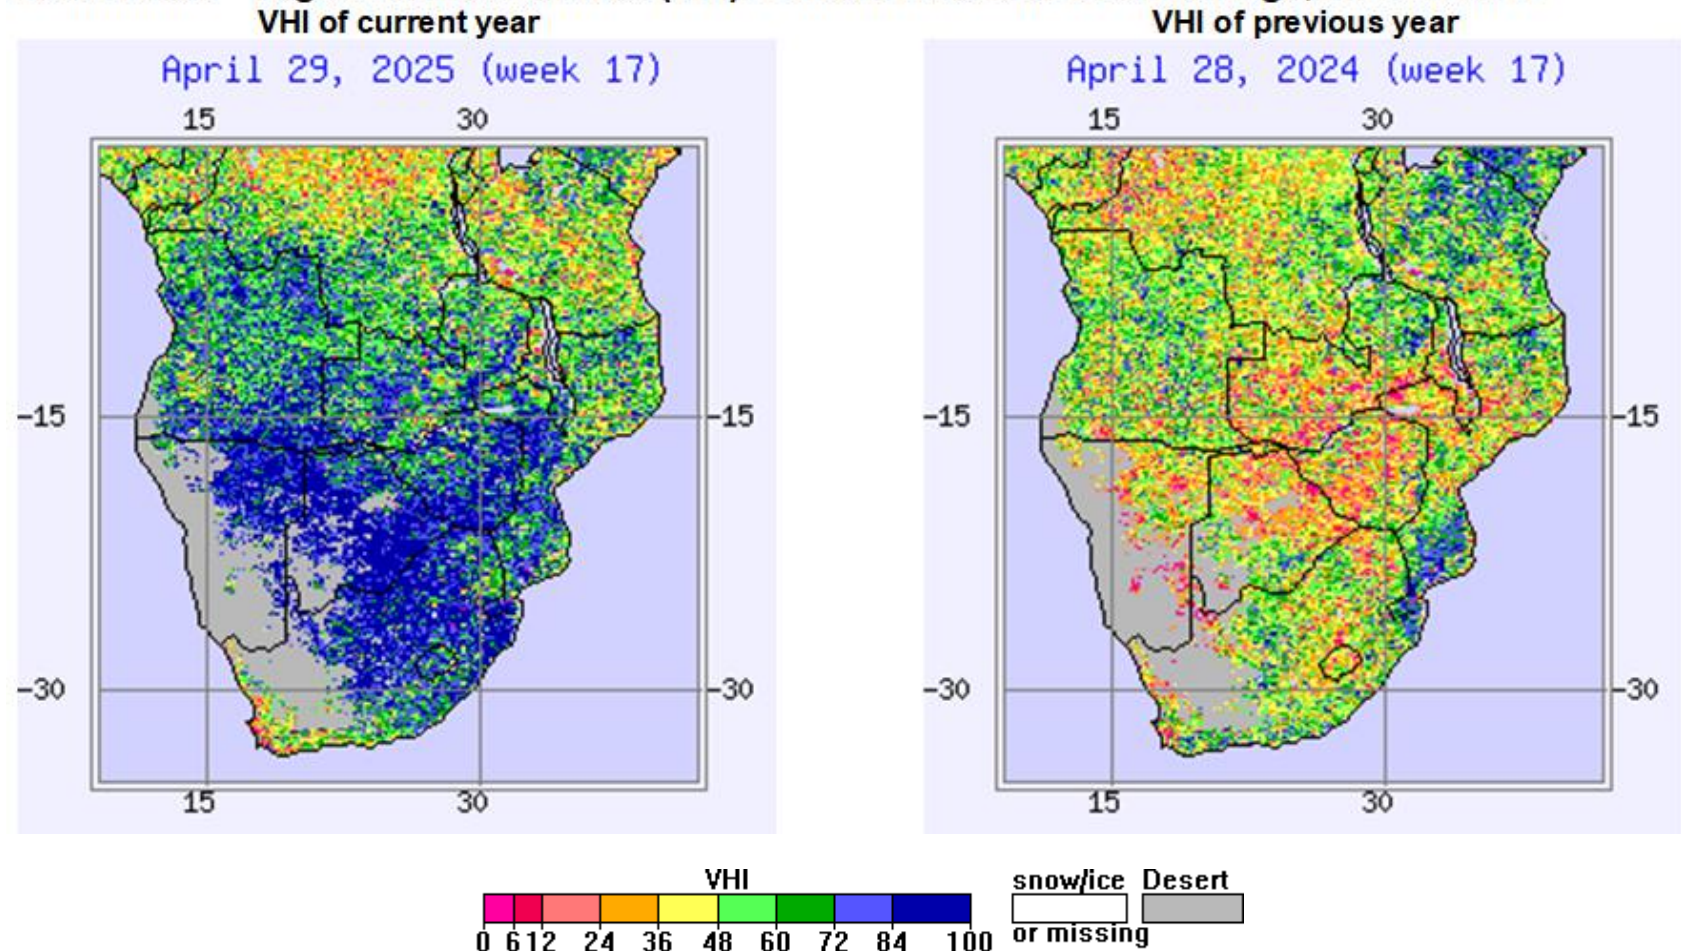 VHI of current year
VHI of previous year
April 29, 2025 (week 17)
April 28, 2024 (week 17)
15 30
15 30
-15 -15
-15 -15
-30 -30
-30 -30
15 30
15 30
VHI
snow/ice Desert
0 6 12 24 36 48 60 72 84 100
or missing